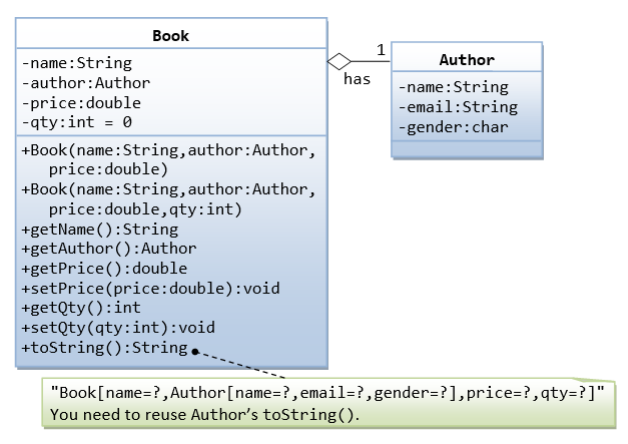 Book
-name:String
-author:Author
-price:double
-qty:int = 0
+Book(name:String,author:Author,
price:double)
+Book(name:String,author:Author,
price:double,qty:int)
+getName():String
+getAuthor():Author
+getPrice():double
+setPrice(price:double):void
+getQty():int
+setQty(qty:int):void
+toString():String
1
has
Author
-name:String
-email:String
-gender:char
"Book[name=?,Author[name=?,email=?,gender=?],price=?,qty=?]"
You need to reuse Author's toString().